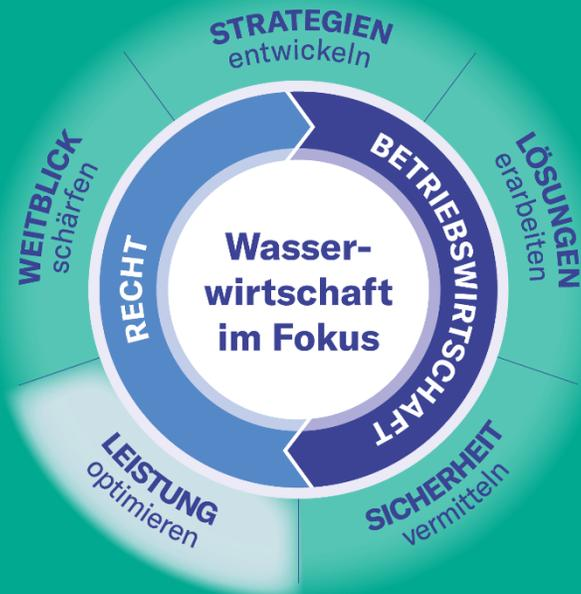 STRATEGIEN
entwickeln
LÖSUNGEN
erarbeiten
SICHERHEIT
vermitteln
LEISTUNG
optimieren
WEITBLICK
schärfen
BETRIEBSWIRTSCHAFT
RECHT
Wasser-
wirtschaft
im Fokus